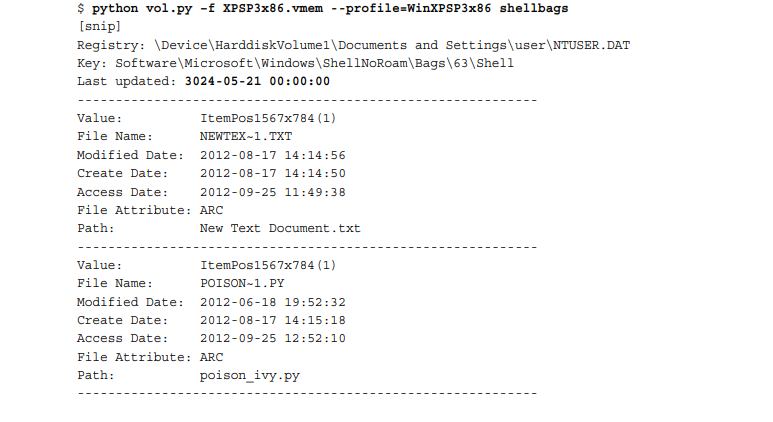 $ python vol.py -f XPSP3x86.vmem --profile=WinXPSP3x86 shellbags
[snip]
Registry: \Device\HarddiskVolume1\Documents and Settings\user\NTUSER.DAT
Key: Software\Microsoft\Windows\ShellNoRoam\Bags\63\Shell
Last updated: 3024-05-21 00:00:00
------------------------------------------------------------
Value:          ItemPos1567x784(1)
File Name:      NEWTEX~1.TXT
Modified Date:  2012-08-17 14:14:56
Create Date:    2012-08-17 14:14:50
Access Date:    2012-09-25 11:49:38
File Attribute: ARC
Path:           New Text Document.txt
------------------------------------------------------------
Value:          ItemPos1567x784(1)
File Name:      POISON~1.PY
Modified Date:  2012-06-18 19:52:32
Create Date:    2012-08-17 14:15:18
Access Date:    2012-09-25 12:52:10
File Attribute: ARC
Path:           poison_ivy.py
------------------------------------------------------------